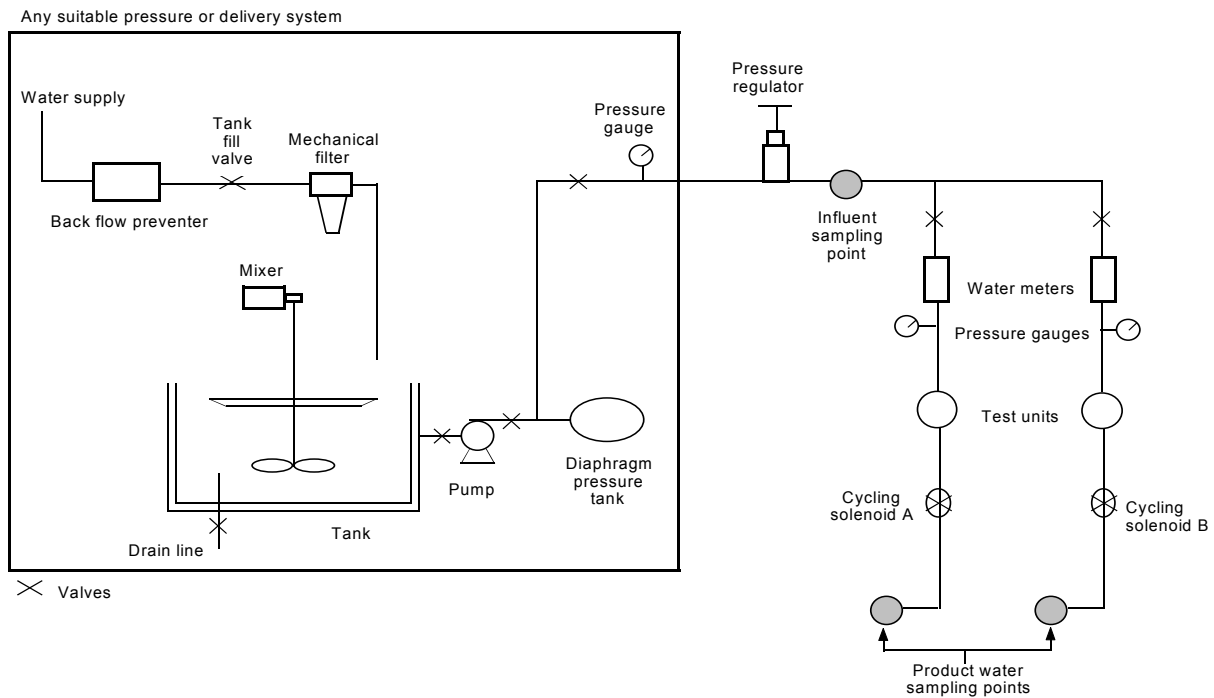 Any suitable pressure or delivery system
Water supply
Tank
fill
valve
Mechanical
filter
Back flow preventer
Pressure
gauge
Pressure
regulator
Influent
sampling
point
Mixer
Water meters
Pressure gauges
Test units
Diaphragm
pressure
tank
Pump
Tank
Drain line
Cycling
solenoid A
Cycling
solenoid B
Valves
Product water
sampling points